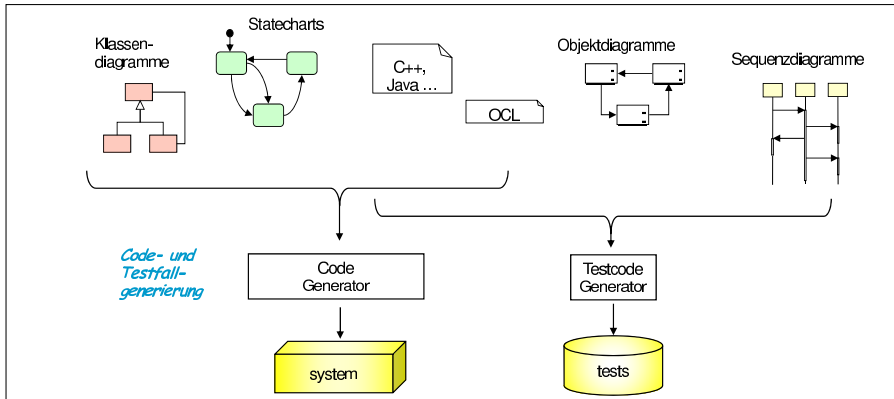 Klassen-
diagramme
Statecharts
C++,
Java ...
OCL
Objektdiagramme
Sequenzdiagramme
Code- und
Testfall-
generierung
Code
Generator
Testcode
Generator
system
tests